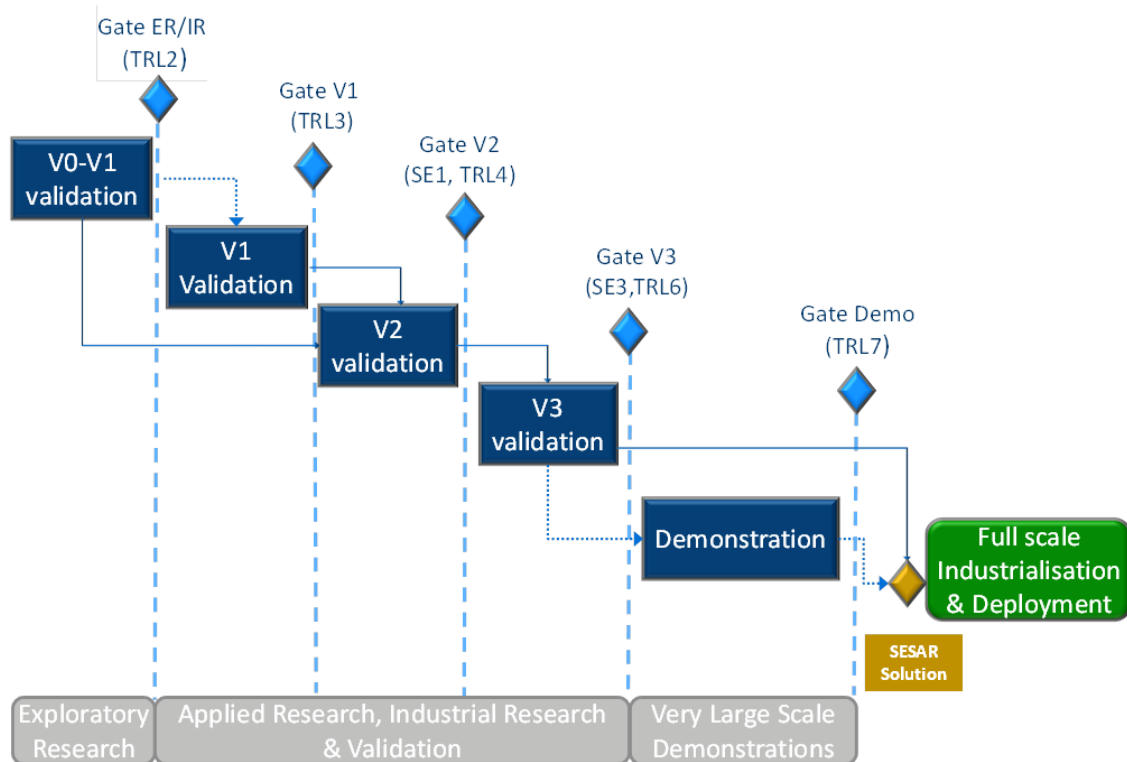 Gate ER/IR
(TRL2)
Gate V1
(TRL3)
Gate V2
(SE1, TRL4)
V0-V1
validation
V1
Validation
Gate V3
(SE3,TRL6)
Gate Demo
(TRL7)
V2
validation
V3
validation
Demonstration
Full scale
Industrialisation
& Deployment
SESAR
Solution
Exploratory
Research
Applied Research, Industrial Research
& Validation
Very Large Scale
Demonstrations